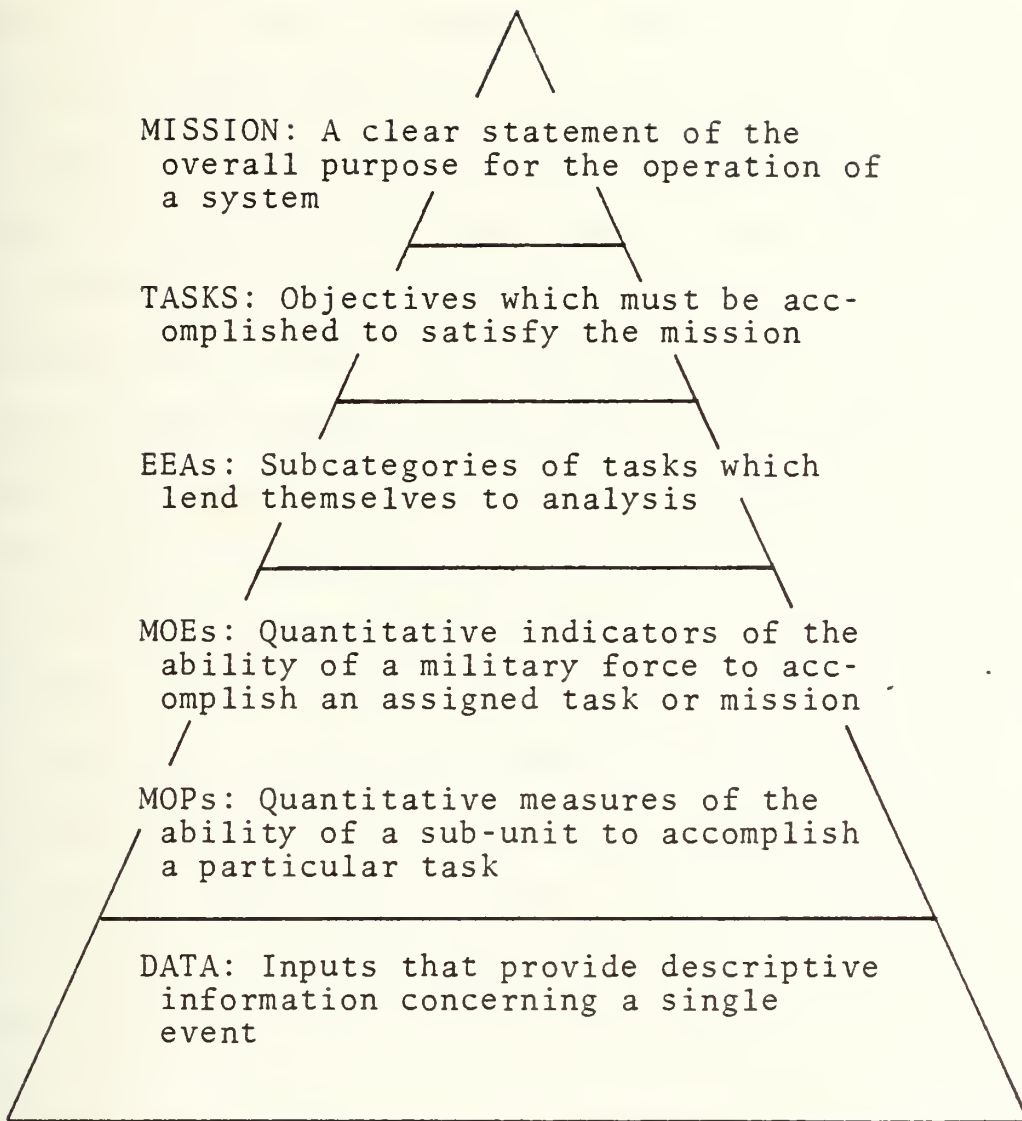 MISSION: A clear statement of the
overall purpose for the operation of
a system
TASKS: Objectives which must be acc-
omplished to satisfy the mission
EEAs: Subcategories of tasks which
lend themselves to analysis
MOEs: Quantitative indicators of the
ability of a military force to acc-
omplish an assigned task or mission
MOPs: Quantitative measures of the
ability of a sub-unit to accomplish
a particular task
DATA: Inputs that provide descriptive
information concerning a single
event